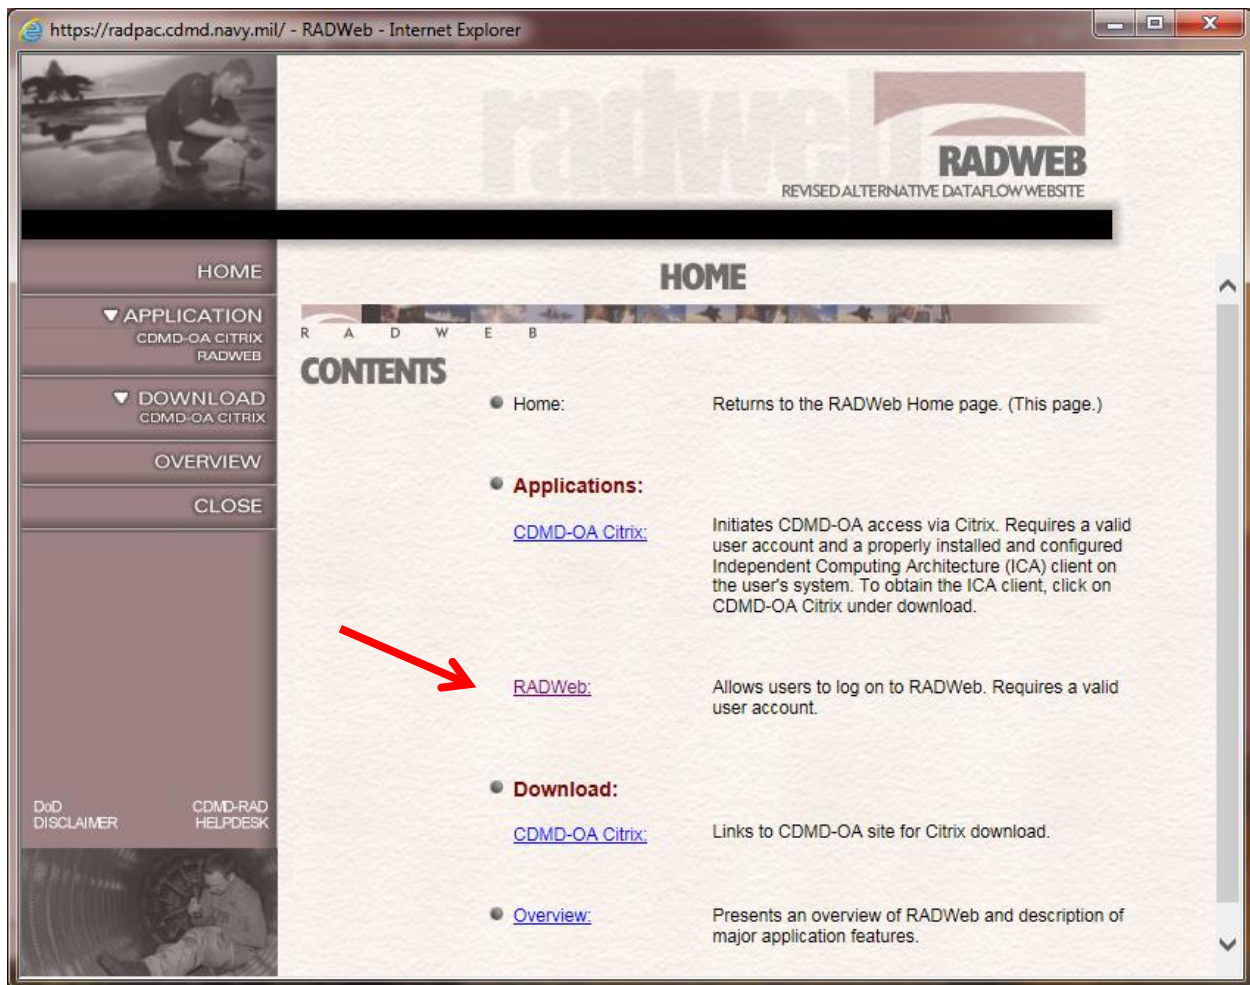 https://radpac.cdmd.navy.mil/ - RADWeb - Internet Explorer
radweb
RADWEB
REVISED ALTERNATIVE DATAFLOW WEBSITE
HOME
APPLICATION
CDMD-OA CITRIX
RADWEB
DOWNLOAD
CDMD-OA CITRIX
OVERVIEW
CLOSE
DoD
DISCLAIMER
CDMD-RAD
HELPDESK
HOME
R A D W E B
CONTENTS
Home: Returns to the RADWeb Home page. (This page.)
Applications:
CDMD-OA Citrix: Initiates CDMD-OA access via Citrix. Requires a valid
user account and a properly installed and configured
Independent Computing Architecture (ICA) client on
the user's system. To obtain the ICA client, click on
CDMD-OA Citrix under download.
RADWeb: Allows users to log on to RADWeb. Requires a valid
user account.
Download:
CDMD-OA Citrix: Links to CDMD-OA site for Citrix download.
Overview: Presents an overview of RADWeb and description of
major application features.